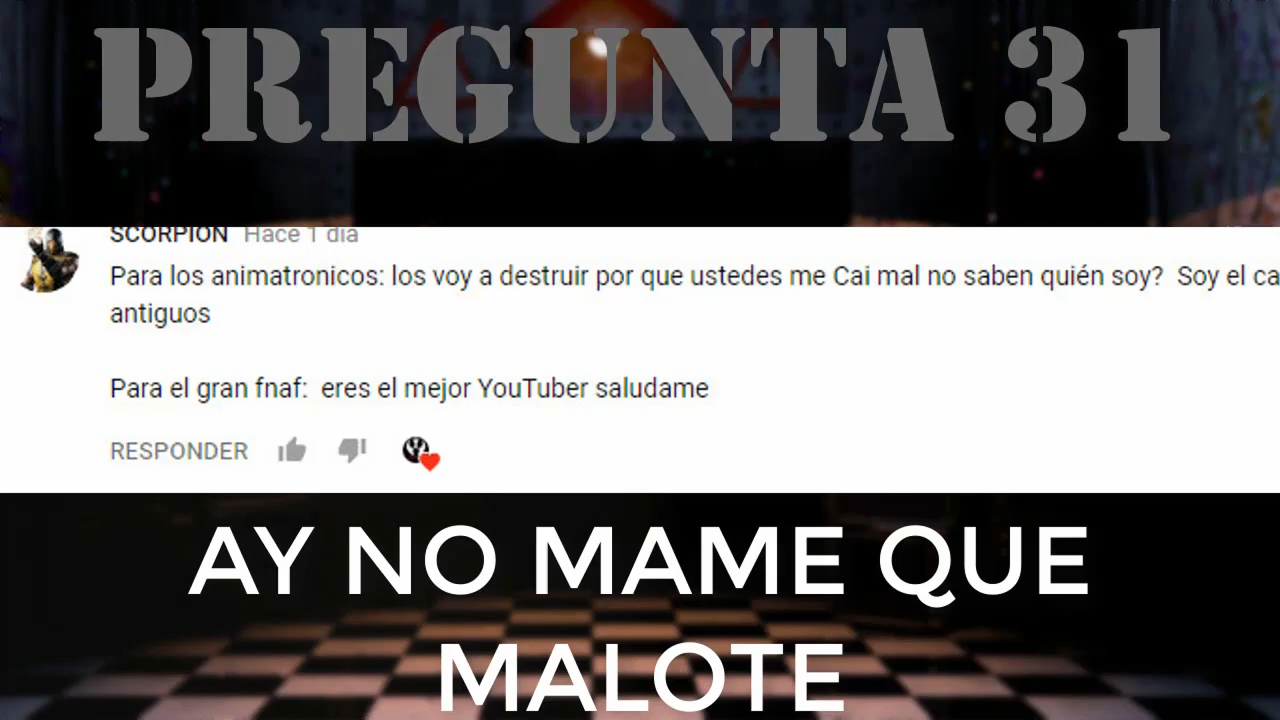 PREGUNTA 31
SCORPION Hace 1 día
Para los animatronicos: los voy a destruir por que ustedes me Cai mal no saben quién soy? Soy el ca
antiguos
Para el gran fnaf: eres el mejor YouTuber saludame
RESPONDER
AY NO MAME QUE
MALOTE